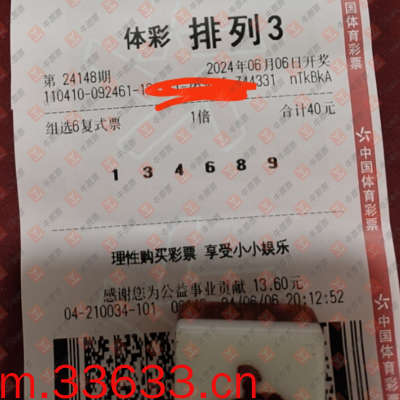 体彩 排列3
第 24148期 2024年06月06日开奖
110410-092461-1 744331 nTkBkA
组选6复式票 1倍 合计40元
1 3 4 6 8 9
理性购买彩票 享受小小娱乐
感谢您为公益事业贡献 13.60元
04-210034-101 24/06/06 20:12:52
m.33633.cn
中国体育彩票
中国体育彩票